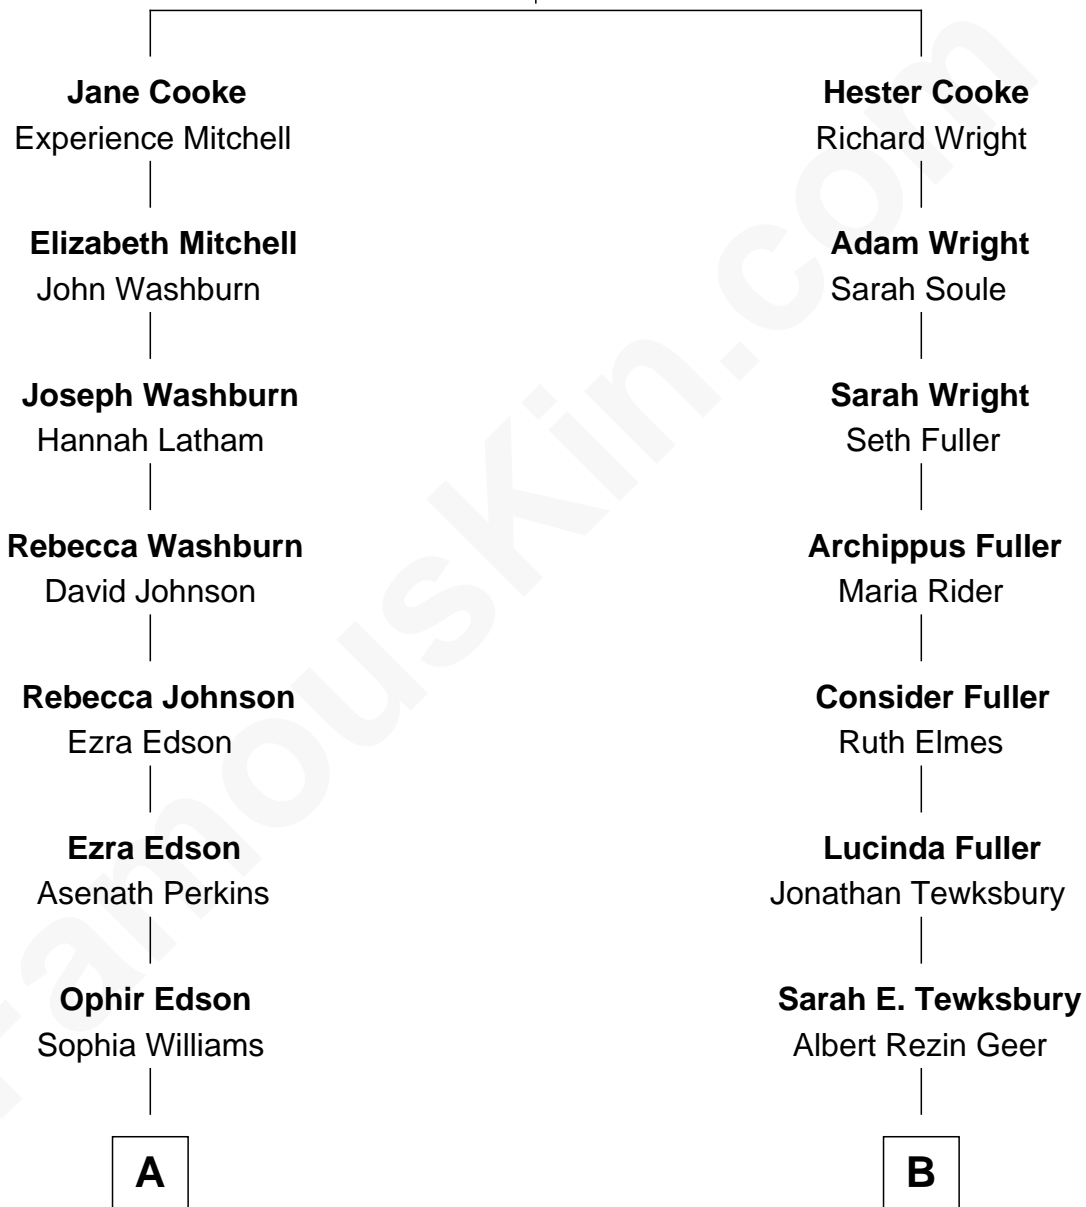 Jane Cooke
Experience Mitchell
Elizabeth Mitchell
John Washburn
Joseph Washburn
Hannah Latham
Rebecca Washburn
David Johnson
Rebecca Johnson
Ezra Edson
Ezra Edson
Asenath Perkins
Ophir Edson
Sophia Williams
A
Hester Cooke
Richard Wright
Adam Wright
Sarah Soule
Sarah Wright
Seth Fuller
Archippus Fuller
Maria Rider
Consider Fuller
Ruth Elmes
Lucinda Fuller
Jonathan Tewksbury
Sarah E. Tewksbury
Albert Rezin Geer
B
FamousKin.com